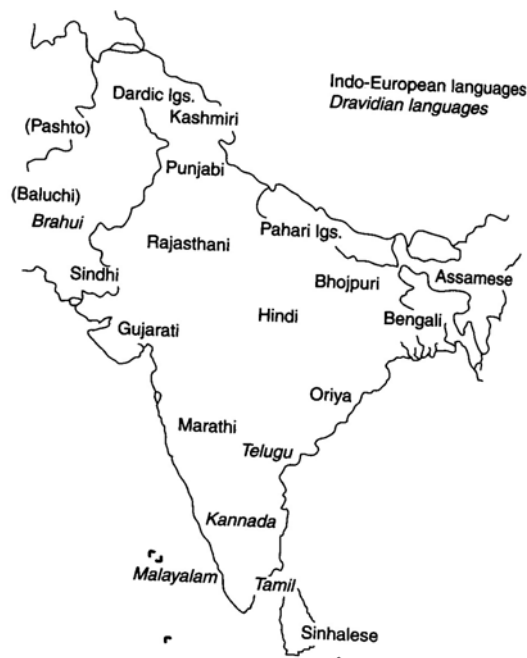 Indo-European languages
Dravidian languages
Dardic lgs.
Kashmiri
(Pashto)
Punjabi
(Baluchi)
Brahui
Rajasthani
Pahari lgs.
Sindhi
Bhojpuri
Assamese
Gujarati
Hindi
Bengali
Oriya
Marathi
Telugu
Kannada
Malayalam
Tamil
Sinhalese